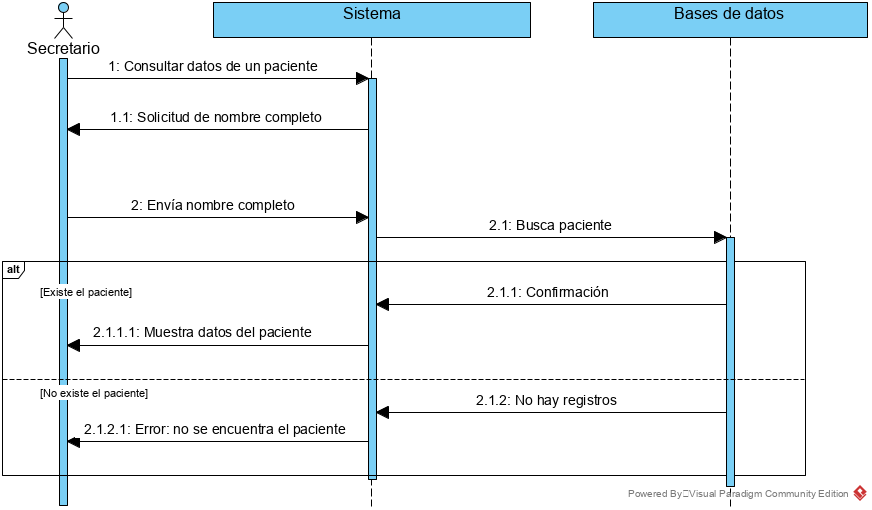 Sistema
Bases de datos
Secretario
1: Consultar datos de un paciente
1.1: Solicitud de nombre completo
2: Envía nombre completo
2.1: Busca paciente
alt
[Existe el paciente]
2.1.1: Confirmación
2.1.1.1: Muestra datos del paciente
[No existe el paciente]
2.1.2: No hay registros
2.1.2.1: Error: no se encuentra el paciente
Powered By Visual Paradigm Community Edition